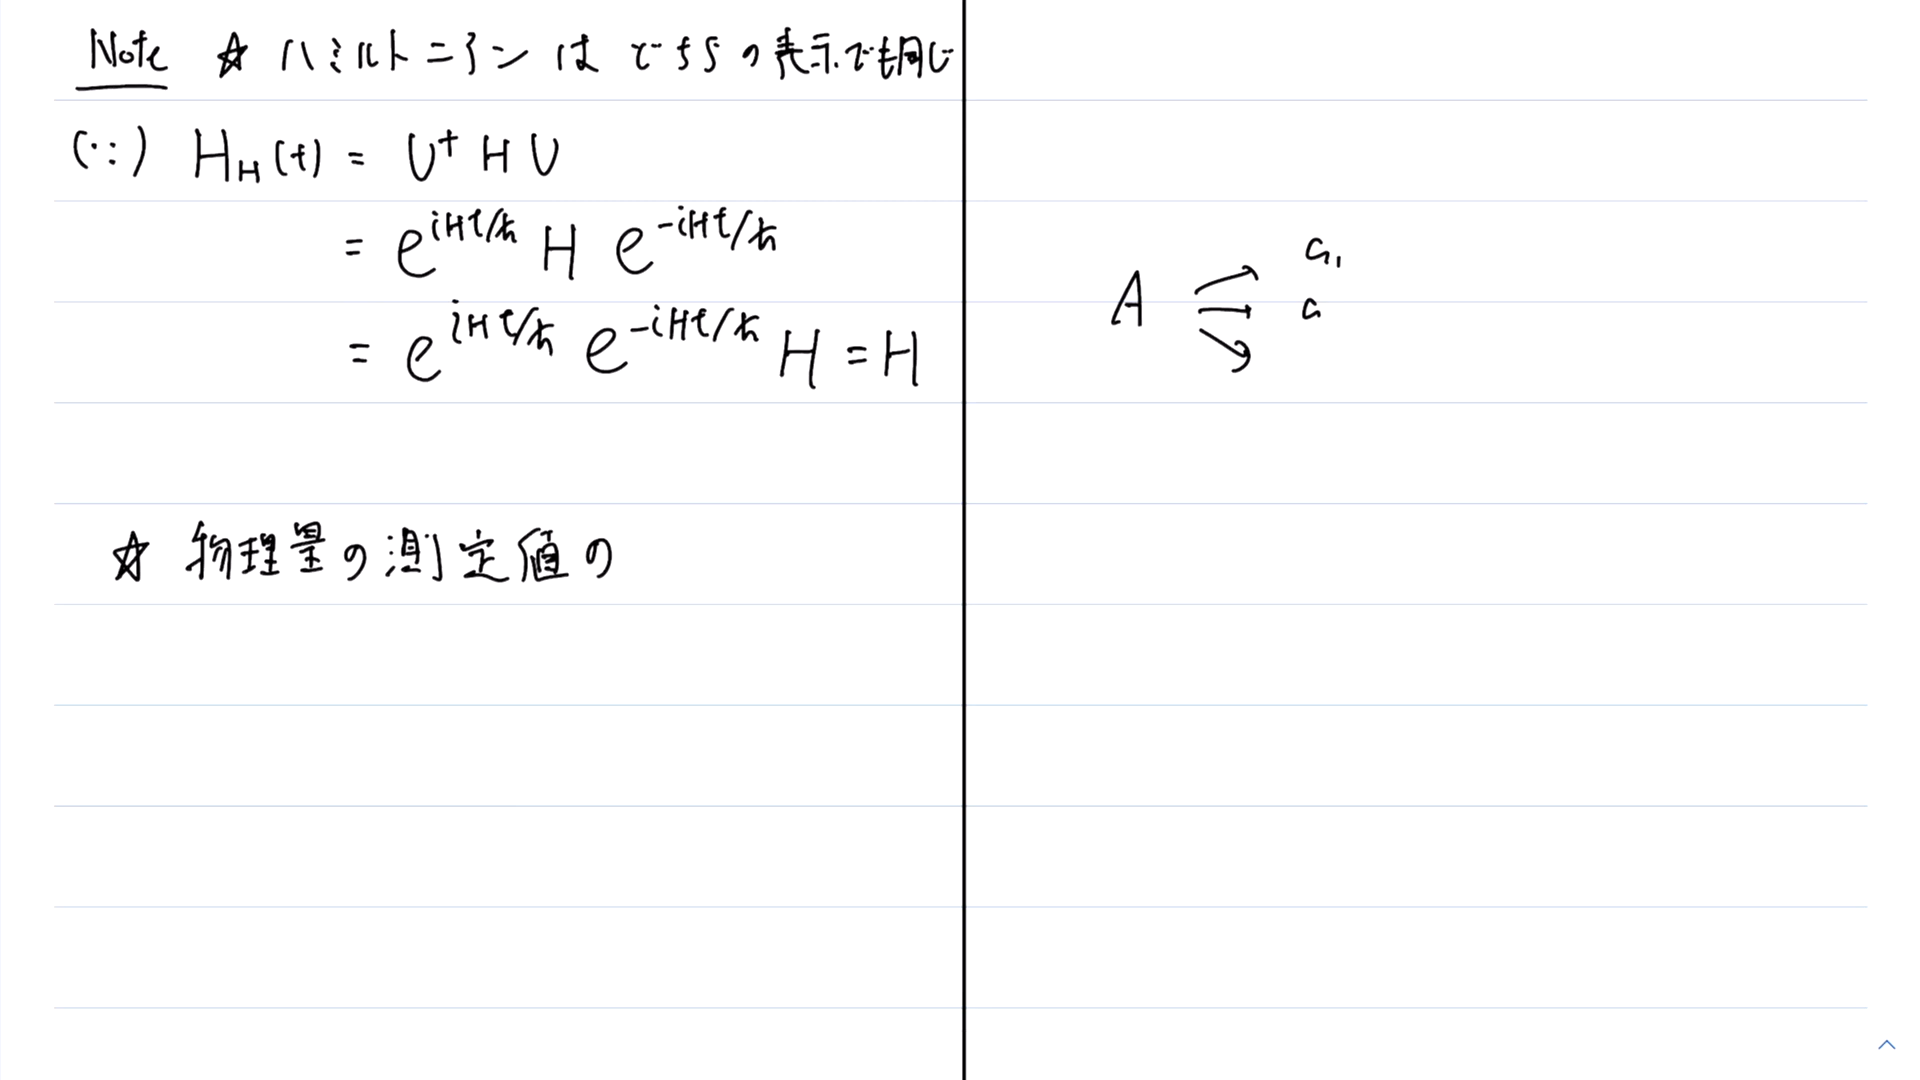 Note ☆ ハミルトニアンはどちらの表示でも同じ
(∵) H_H(t) = U† H U
= e^{iHt/ℏ} H e^{-iHt/ℏ}
= e^{iHt/ℏ} e^{-iHt/ℏ} H = H
☆ 物理量の測定値の
A → a₁
→ a
→